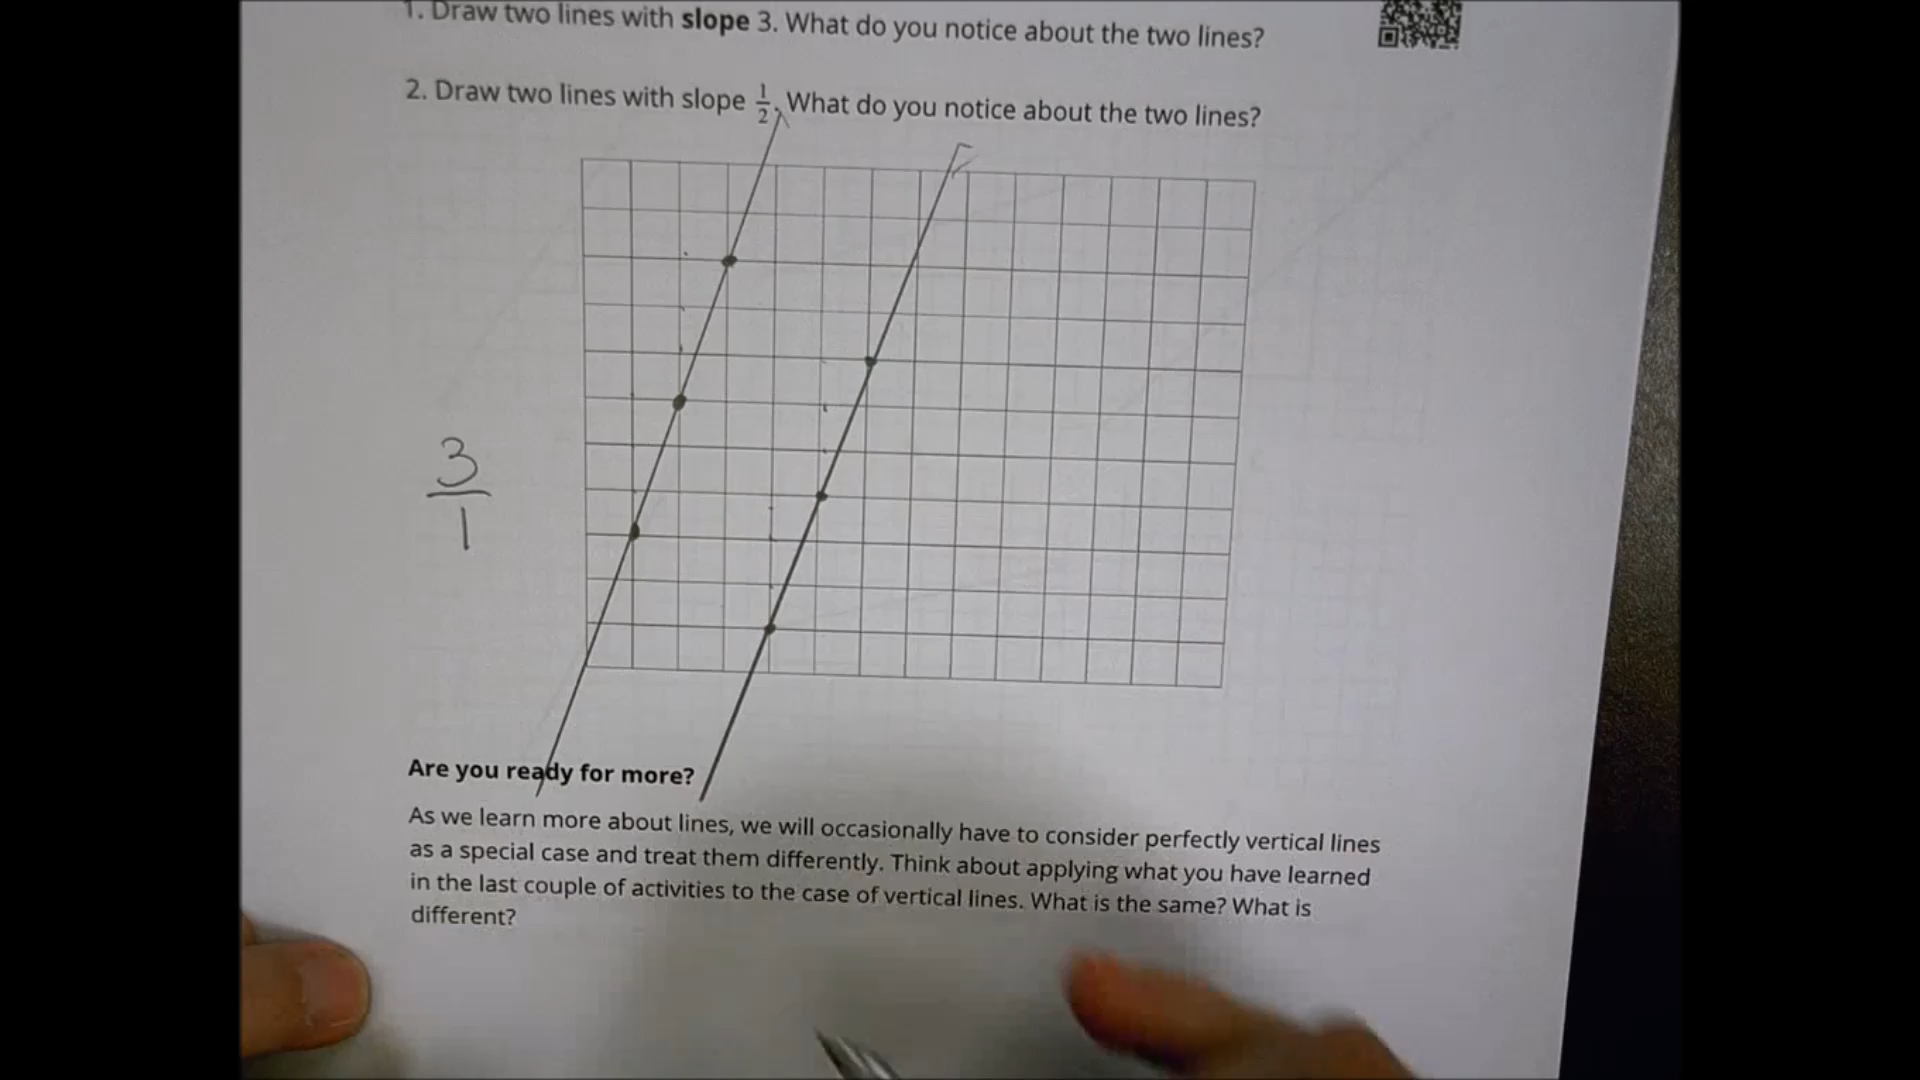 1. Draw two lines with slope 3. What do you notice about the two lines?
2. Draw two lines with slope 1/2. What do you notice about the two lines?
3
1
Are you ready for more?
As we learn more about lines, we will occasionally have to consider perfectly vertical lines
as a special case and treat them differently. Think about applying what you have learned
in the last couple of activities to the case of vertical lines. What is the same? What is
different?